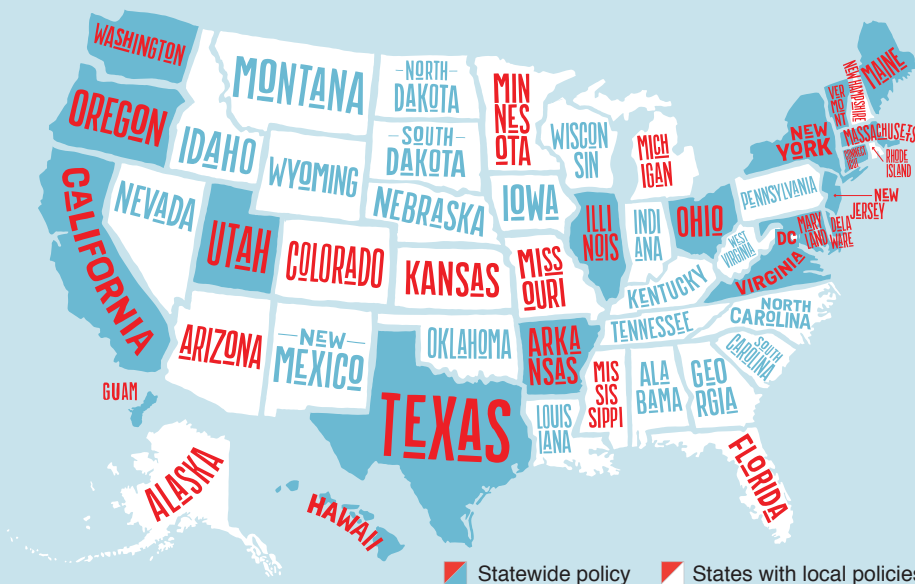 WASHINGTON
OREGON
CALIFORNIA
NEVADA
IDAHO
MONTANA
WYOMING
UTAH
COLORADO
ARIZONA
NEW
MEXICO
NORTH
DAKOTA
SOUTH
DAKOTA
NEBRASKA
KANSAS
OKLAHOMA
TEXAS
MIN
NES
OTA
IOWA
MISS
OURI
ARKA
NSAS
LOUIS
IANA
WISCON
SIN
ILLI
NOIS
MICH
IGAN
INDI
ANA
OHIO
KENTUCKY
TENNESSEE
MIS
SIS
SIPPI
ALA
BAMA
GEO
RGIA
FLORIDA
SOUTH
CAROLINA
NORTH
CAROLINA
VIRGINIA
WEST
VIRGINIA
DC
MARY
LAND
DELA
WARE
PENNSYLVANIA
NEW
JERSEY
NEW
YORK
CONNECT
ICUT
RHODE
ISLAND
MASSACHUSETS
VER
MO
NT
NEW HAMPSHIRE
MAINE
GUAM
ALASKA
HAWAII
Statewide policy
States with local policies